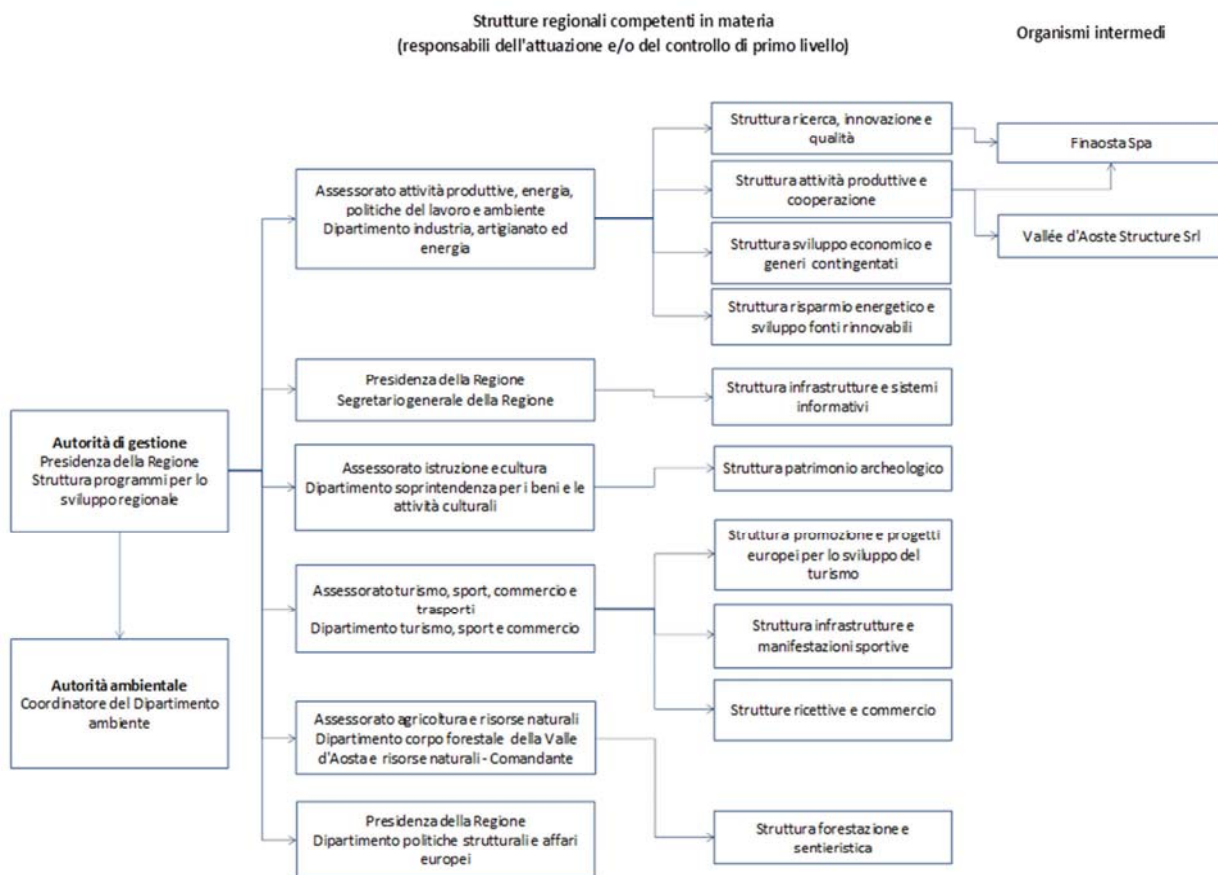 Strutture regionali competenti in materia
(responsabili dell'attuazione e/o del controllo di primo livello)
Organismi intermedi
Autorità di gestione
Presidenza della Regione
Struttura programmi per lo
sviluppo regionale
Autorità ambientale
Coordinatore del Dipartimento
ambiente
Assessorato attività produttive, energia,
politiche del lavoro e ambiente
Dipartimento industria, artigianato ed
energia
Presidenza della Regione
Segretario generale della Regione
Assessorato istruzione e cultura
Dipartimento soprintendenza per i beni e le
attività culturali
Assessorato turismo, sport, commercio e
trasporti
Dipartimento turismo, sport e commercio
Assessorato agricoltura e risorse naturali
Dipartimento corpo forestale della Valle
d'Aosta e risorse naturali - Comandante
Presidenza della Regione
Dipartimento politiche strutturali e affari
europei
Struttura ricerca, innovazione e
qualità
Struttura attività produttive e
cooperazione
Struttura sviluppo economico e
generi contingentati
Struttura risparmio energetico e
sviluppo fonti rinnovabili
Struttura infrastrutture e sistemi
informativi
Struttura patrimonio archeologico
Struttura promozione e progetti
europei per lo sviluppo del
turismo
Struttura infrastrutture e
manifestazioni sportive
Strutture ricettive e commercio
Struttura forestazione e
sentieristica
Finaosta Spa
Vallée d'Aoste Structure Srl